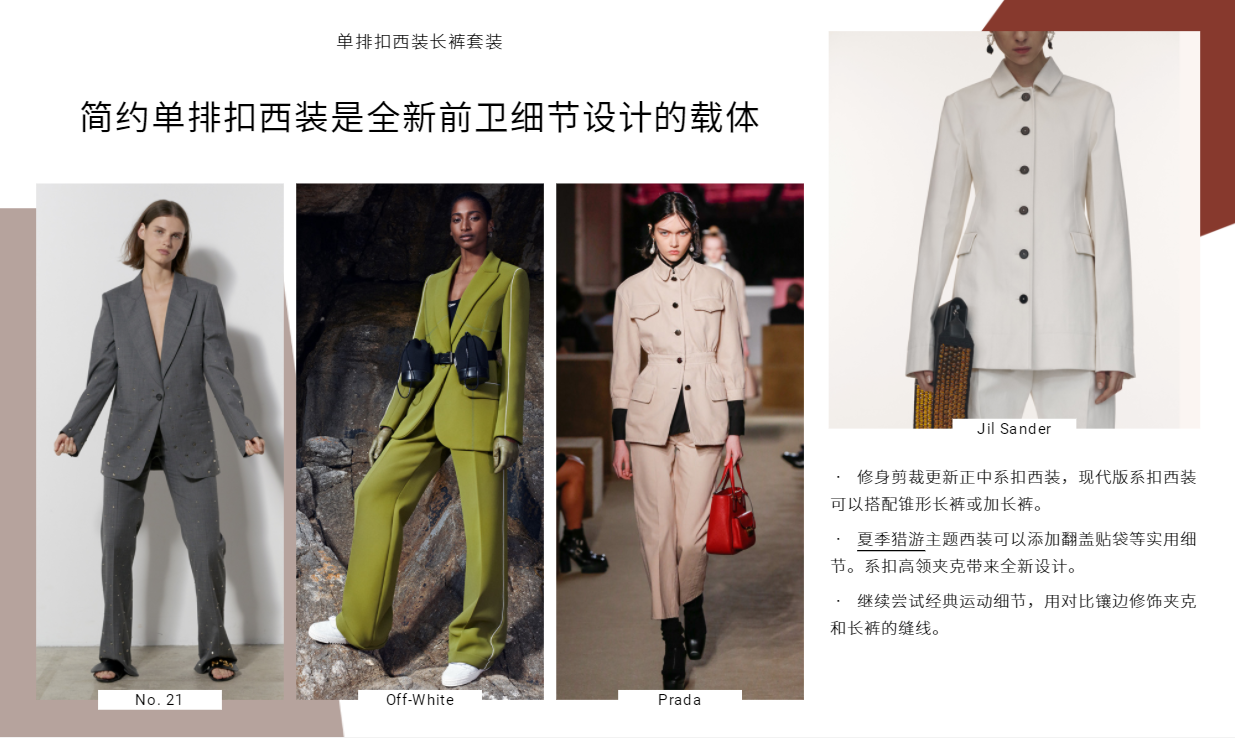 单排扣西装长裤套装
简约单排扣西装是全新前卫细节设计的载体
No. 21
Off-White
Prada
Jil Sander
· 修身剪裁更新正中系扣西装，现代版系扣西装
可以搭配锥形长裤或加长裤。
· 夏季猎游主题西装可以添加翻盖贴袋等实用细
节。系扣高领夹克带来全新设计。
· 继续尝试经典运动细节，用对比镶边修饰夹克
和长裤的缝线。